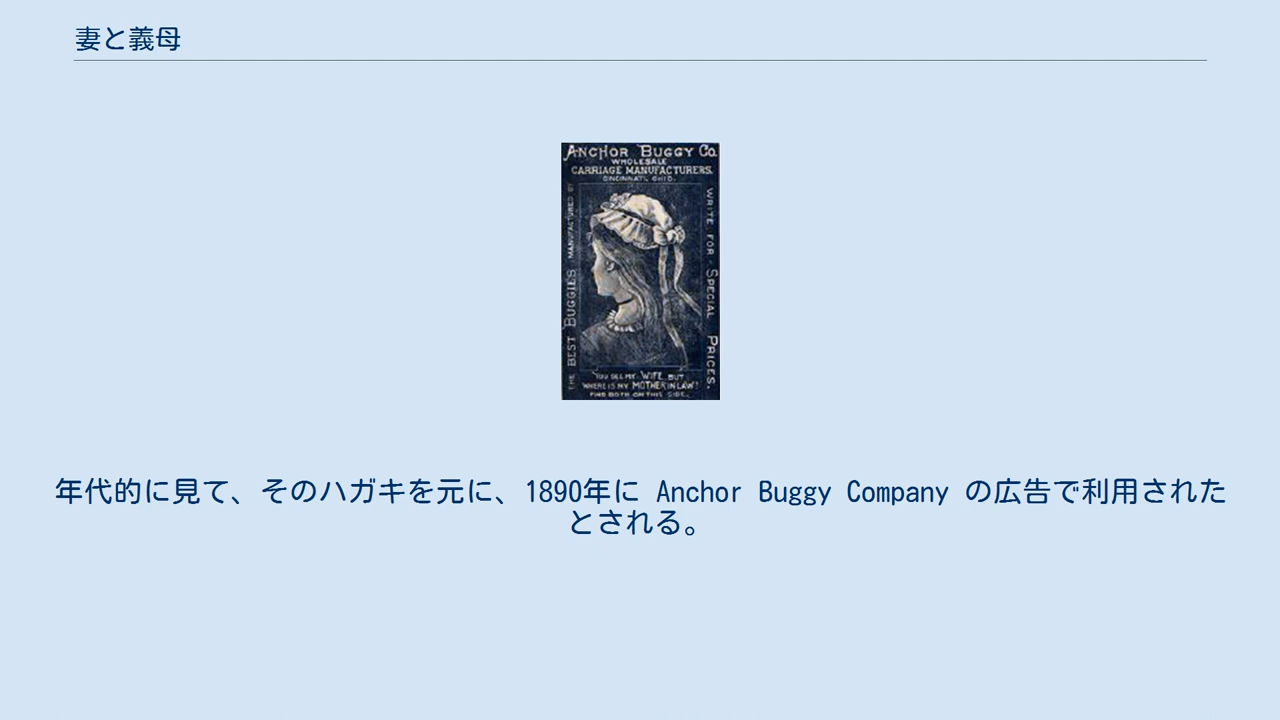 妻と義母
ANCHOR BUGGY Co.
WHOLESALE
CARRIAGE MANUFACTURERS.
CINCINNATI, OHIO.
THE BEST BUGGIES MANUFACTURED BY
WRITE FOR SPECIAL PRICES.
YOU SEE MY WIFE BUT
WHERE IS MY MOTHER IN LAW!
FIND BOTH ON THIS SIDE.
年代的に見て、そのハガキを元に、1890年に Anchor Buggy Company の広告で利用された
とされる。